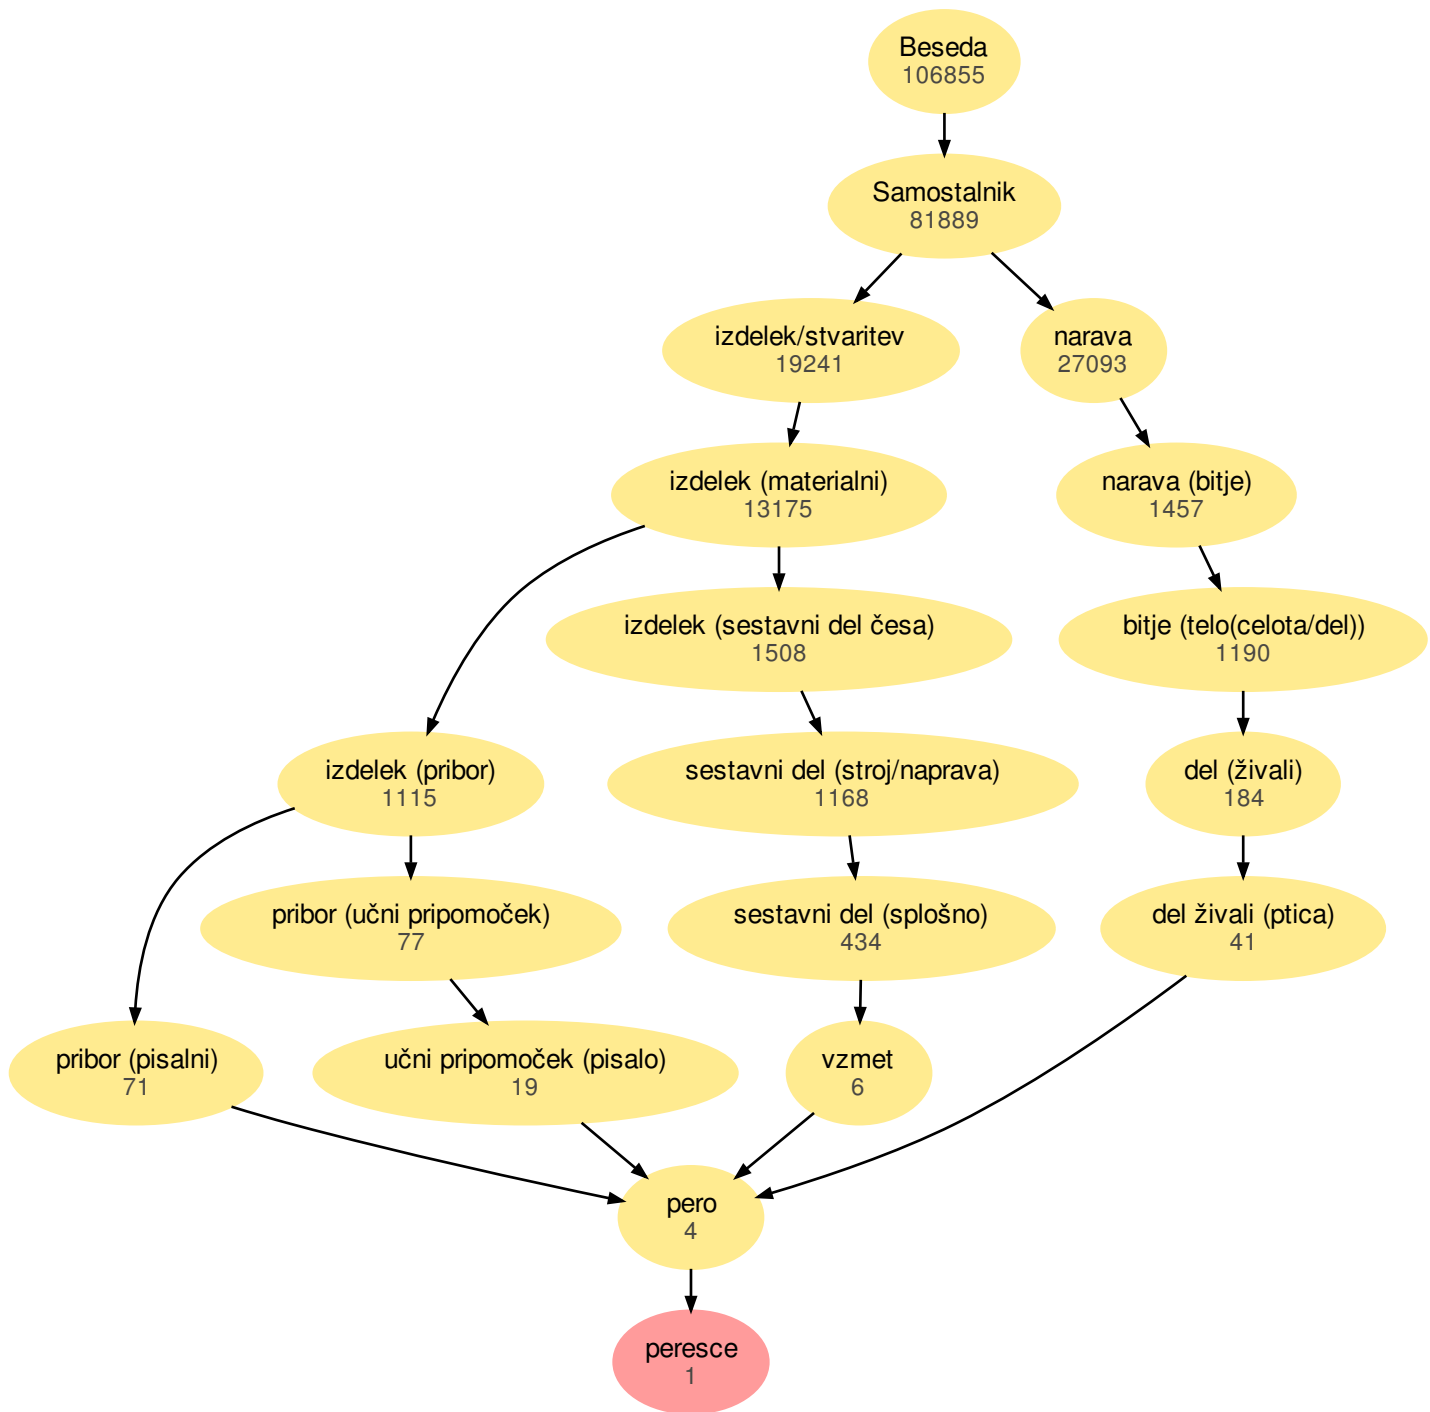 Beseda
106855
Samostalnik
81889
izdelek/stvaritev
19241
narava
27093
izdelek (materialni)
13175
narava (bitje)
1457
izdelek (sestavni del česa)
1508
bitje (telo(celota/del))
1190
izdelek (pribor)
1115
sestavni del (stroj/naprava)
1168
del (živali)
184
pribor (učni pripomoček)
77
sestavni del (splošno)
434
del živali (ptica)
41
pribor (pisalni)
71
učni pripomoček (pisalo)
19
vzmet
6
pero
4
peresce
1